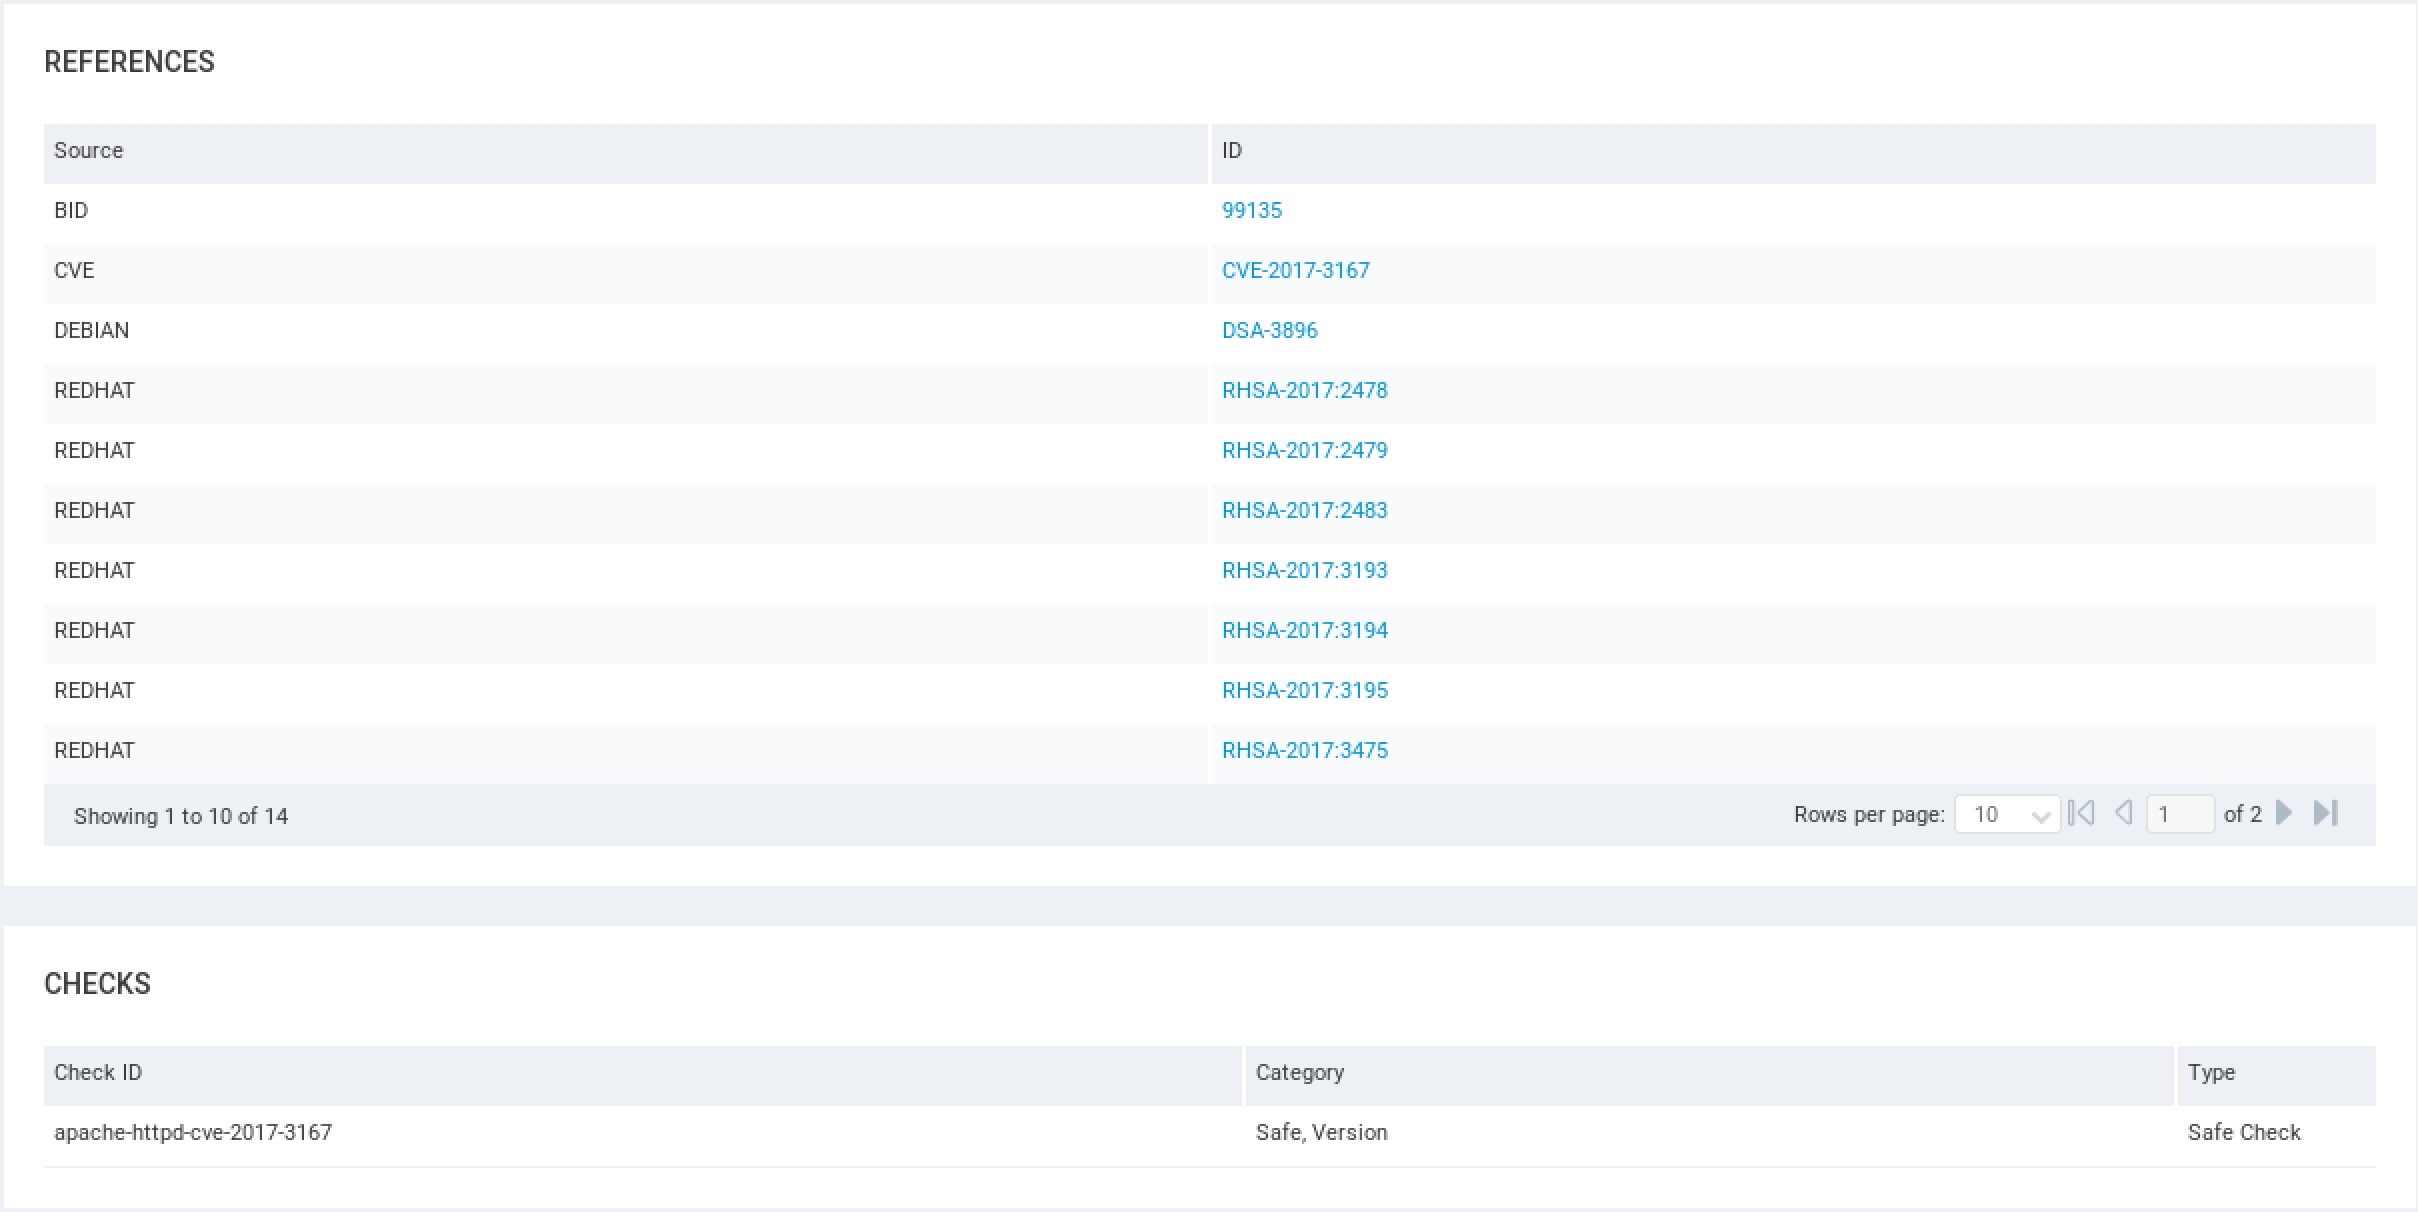 REFERENCES
Source ID
BID 99135
CVE CVE-2017-3167
DEBIAN DSA-3896
REDHAT RHSA-2017:2478
REDHAT RHSA-2017:2479
REDHAT RHSA-2017:2483
REDHAT RHSA-2017:3193
REDHAT RHSA-2017:3194
REDHAT RHSA-2017:3195
REDHAT RHSA-2017:3475
Showing 1 to 10 of 14 Rows per page: 10 1 of 2
CHECKS
Check ID Category Type
apache-httpd-cve-2017-3167 Safe, Version Safe Check